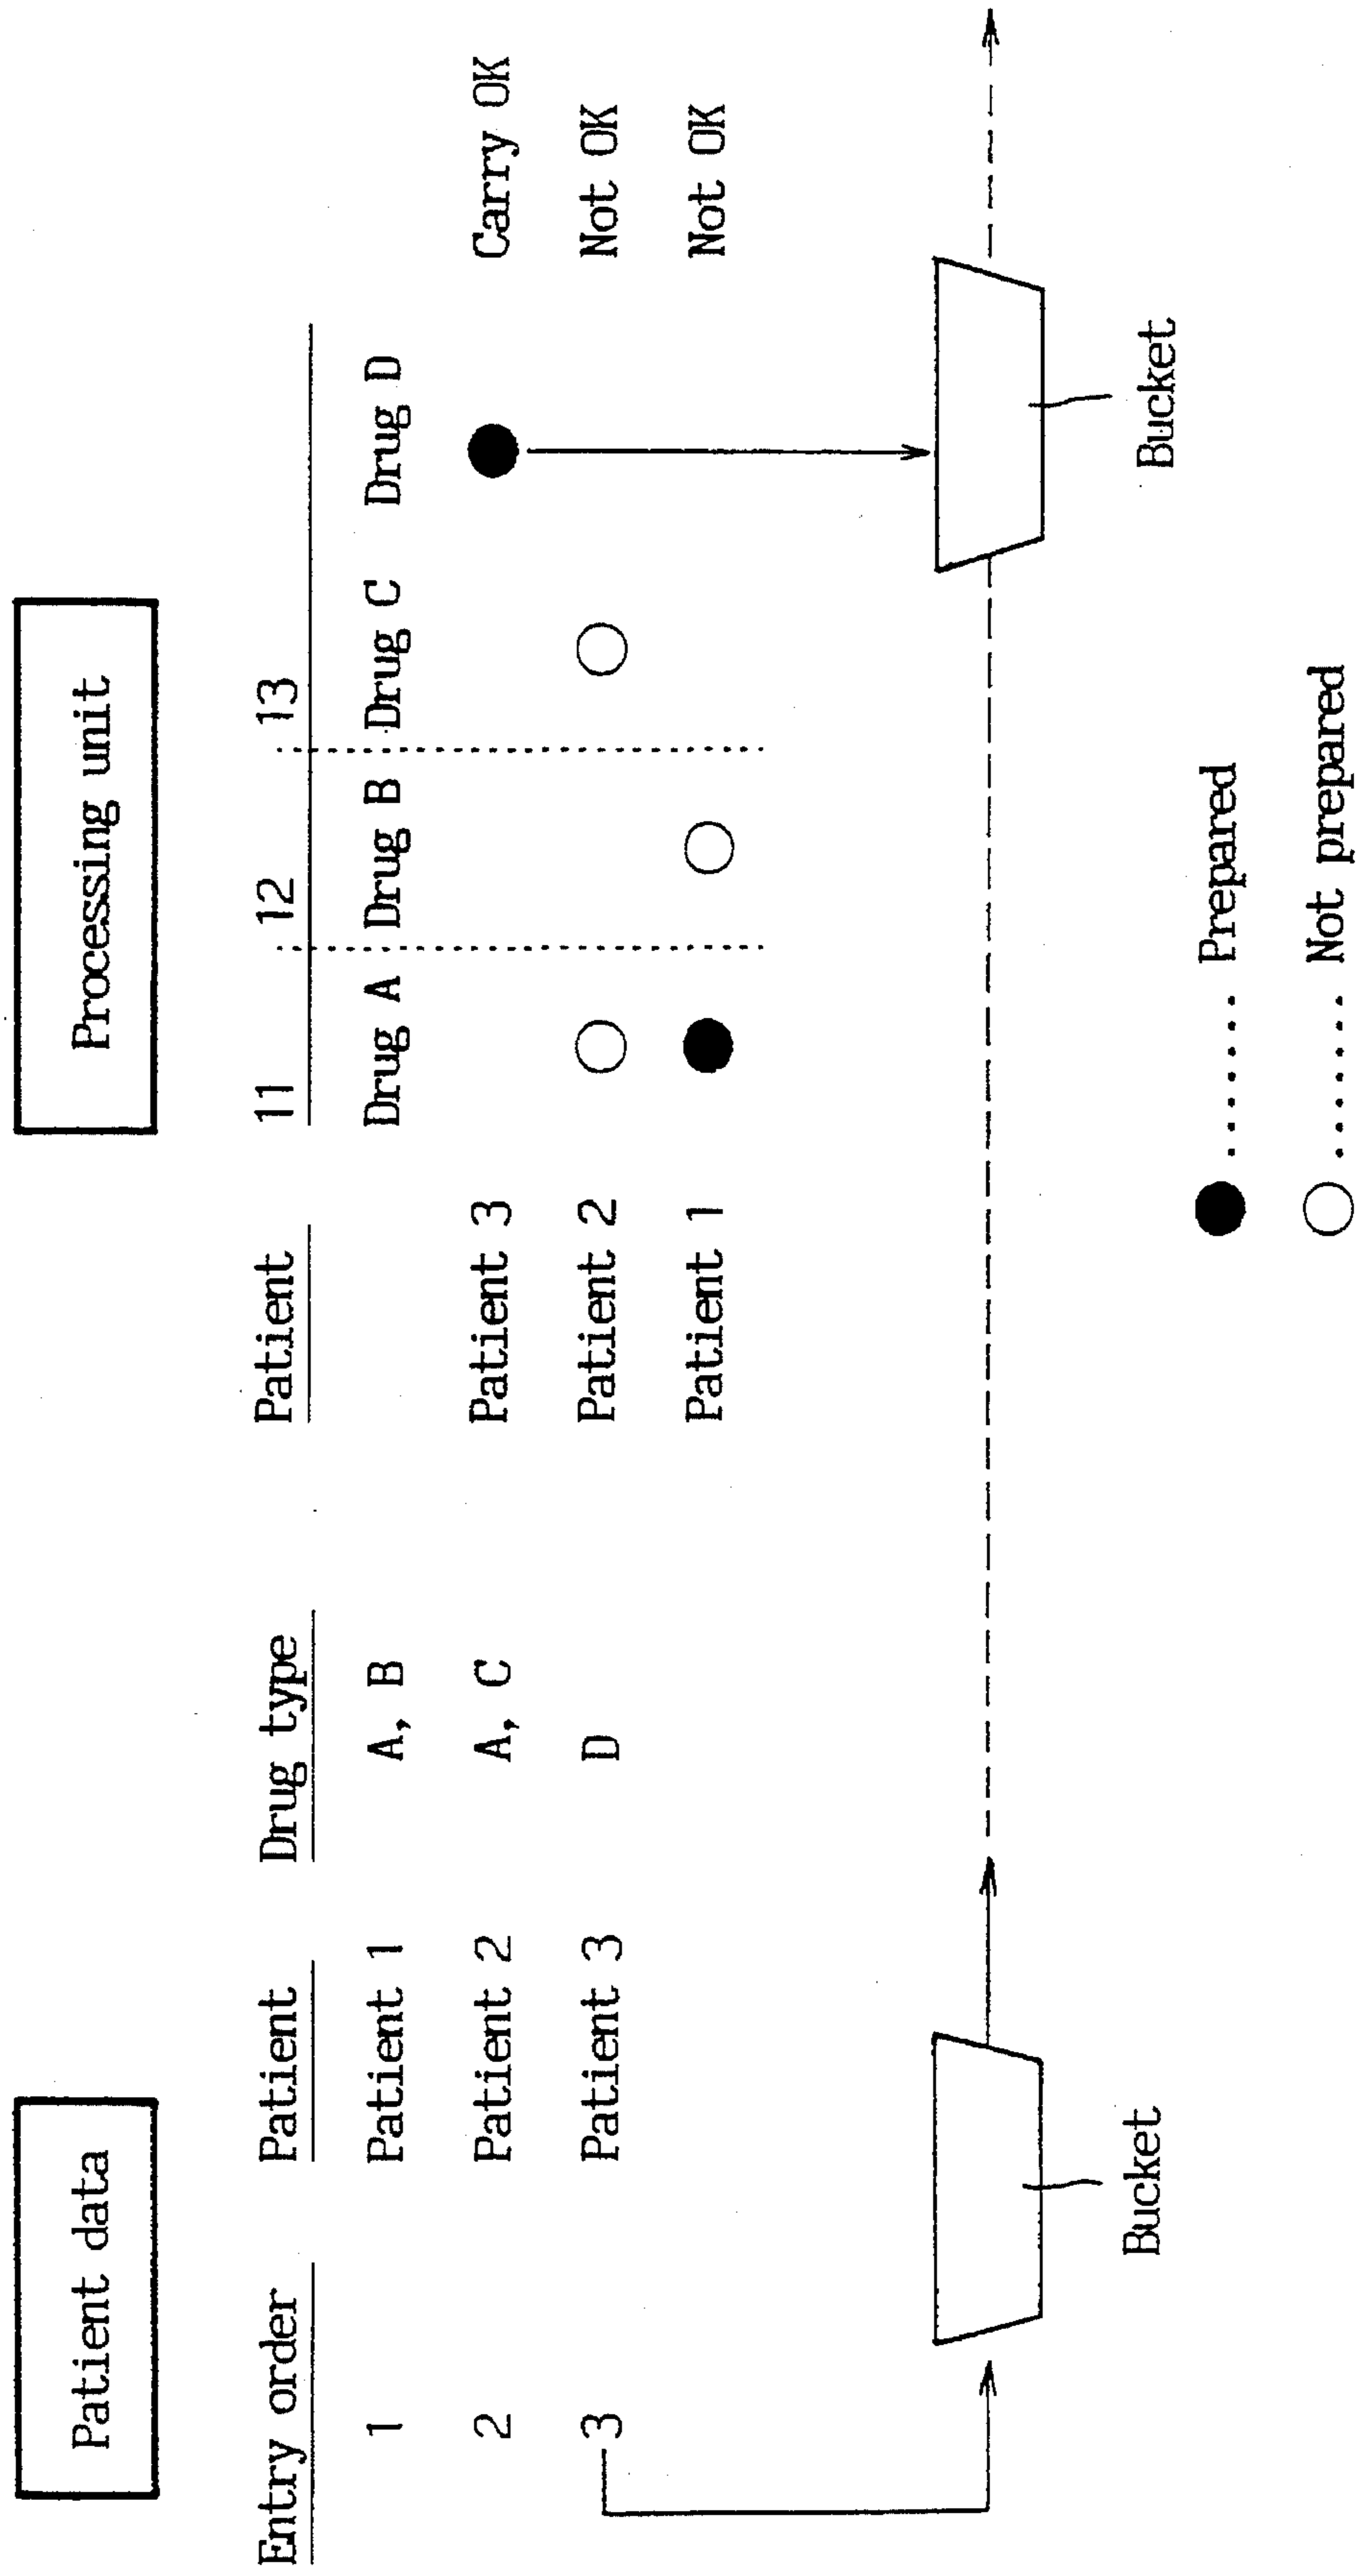 Patient data
Processing unit
Entry order Patient Drug type
1 Patient 1 A, B
2 Patient 2 A, C
3 Patient 3 D
Patient 11 12 13
Drug A Drug B Drug C Drug D
Patient 3 Carry OK
Patient 2 Not OK
Patient 1 Not OK
Bucket
Bucket
...... Prepared
...... Not prepared